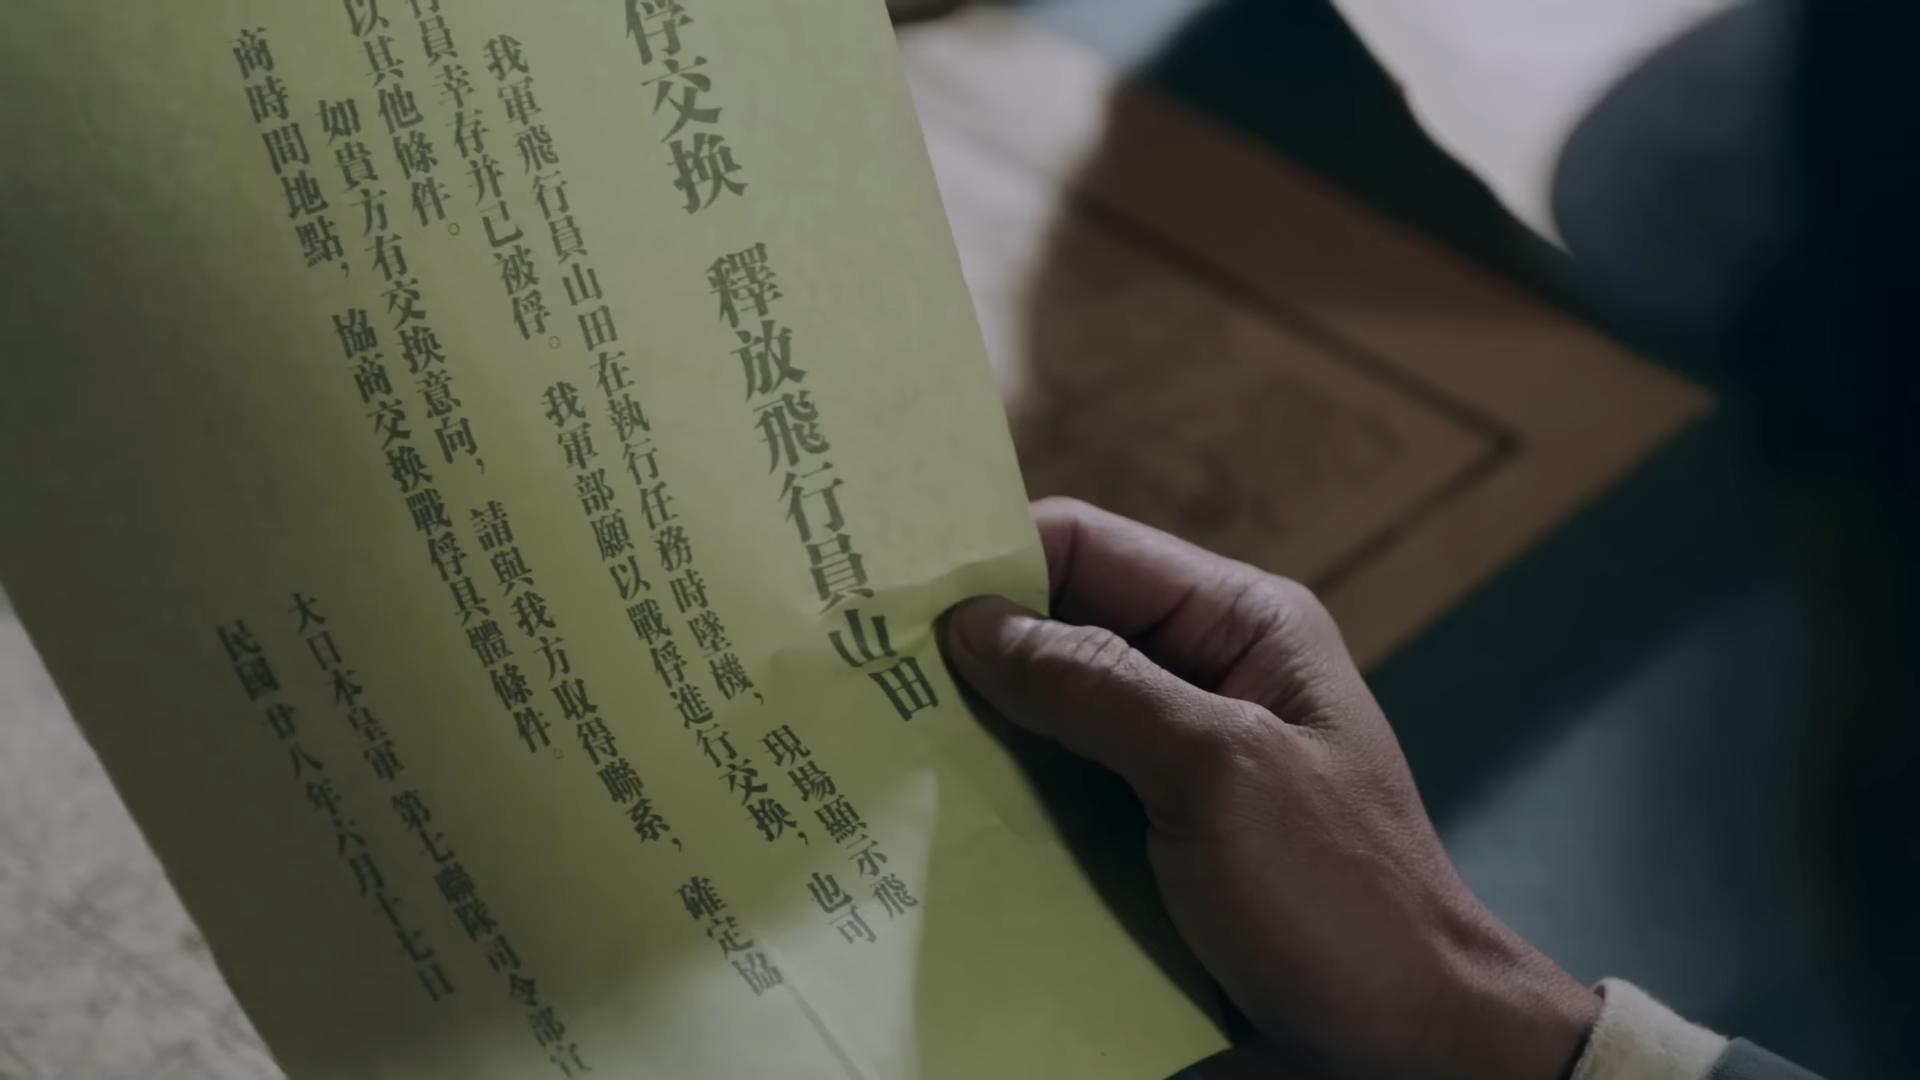 俘交换 釋放飛行員山田
我軍飛行員山田在執行任務時墜機，現場顯示飛
行員幸存并已被俘。我軍部願以戰俘進行交换，也可
以其他條件。
如貴方有交换意向，請與我方取得聯系，確定協
商時間地點，協商交换戰俘具體條件。
大日本皇軍 第七聯隊司令部宣
民國廿八年六月十七日